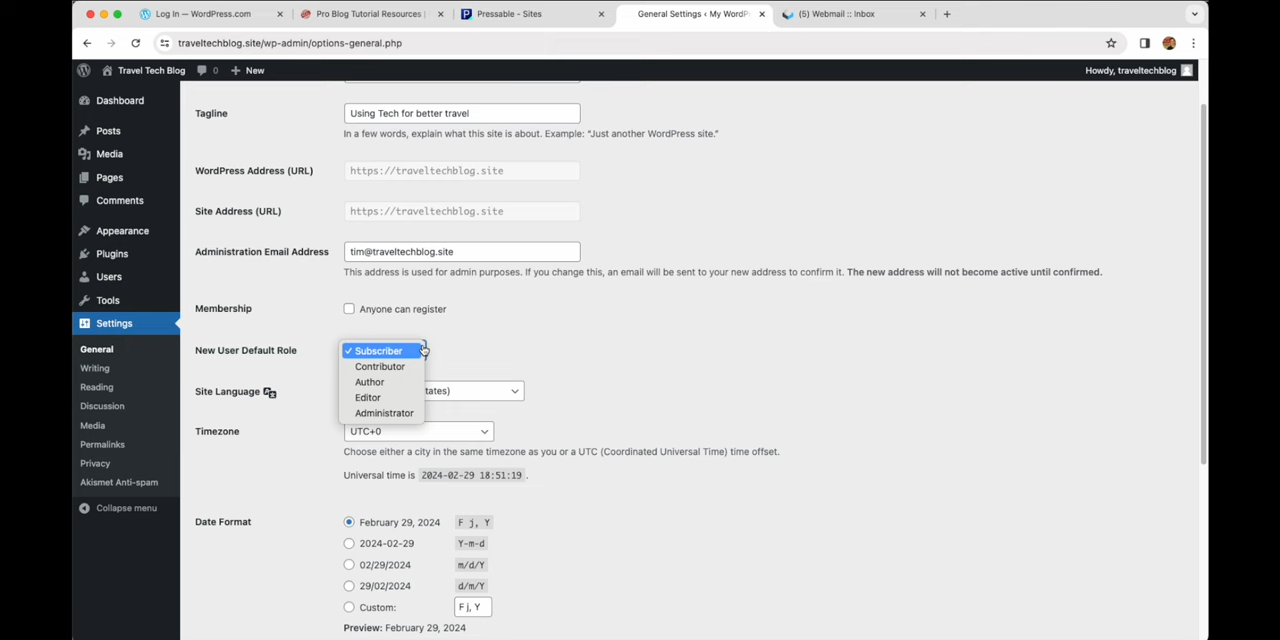 Log In — WordPress.com
Pro Blog Tutorial Resources
Pressable - Sites
General Settings ‹ My WordP
(5) Webmail :: Inbox
traveltechblog.site/wp-admin/options-general.php
Travel Tech Blog
0
New
Howdy, traveltechblog
Dashboard
Posts
Media
Pages
Comments
Appearance
Plugins
Users
Tools
Settings
General
Writing
Reading
Discussion
Media
Permalinks
Privacy
Akismet Anti-spam
Collapse menu
Tagline
Using Tech for better travel
In a few words, explain what this site is about. Example: “Just another WordPress site.”
WordPress Address (URL)
https://traveltechblog.site
Site Address (URL)
https://traveltechblog.site
Administration Email Address
tim@traveltechblog.site
This address is used for admin purposes. If you change this, an email will be sent to your new address to confirm it. The new address will not become active until confirmed.
Membership
Anyone can register
New User Default Role
Subscriber
Contributor
Author
Editor
Administrator
Site Language
tates)
Timezone
UTC+0
Choose either a city in the same timezone as you or a UTC (Coordinated Universal Time) time offset.
Universal time is 2024-02-29 18:51:19 .
Date Format
February 29, 2024 F j, Y
2024-02-29 Y-m-d
02/29/2024 m/d/Y
29/02/2024 d/m/Y
Custom: F j, Y
Preview: February 29, 2024